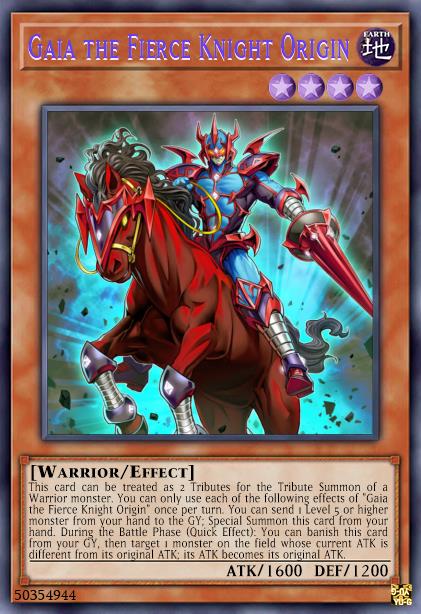 Gaia the Fierce Knight Origin
EARTH
地
[Warrior/Effect]
This card can be treated as 2 Tributes for the Tribute Summon of a
Warrior monster. You can only use each of the following effects of "Gaia
the Fierce Knight Origin" once per turn. You can send 1 Level 5 or higher
monster from your hand to the GY; Special Summon this card from your
hand. During the Battle Phase (Quick Effect): You can banish this card
from your GY, then target 1 monster on the field whose current ATK is
different from its original ATK; its ATK becomes its original ATK.
ATK/1600 DEF/1200
50354944